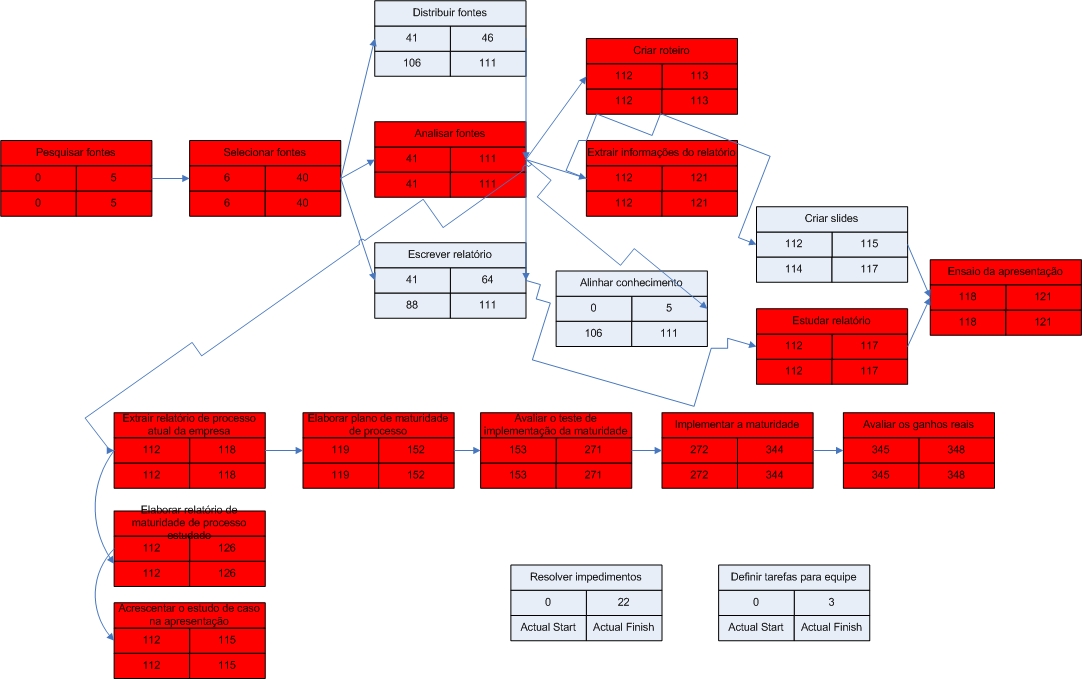 Distribuir fontes
41 46
106 111
Criar roteiro
112 113
112 113
Pesquisar fontes
0 5
0 5
Selecionar fontes
6 40
6 40
Analisar fontes
41 111
41 111
Extrair informações do relatório
112 121
112 121
Escrever relatório
41 64
88 111
Criar slides
112 115
114 117
Alinhar conhecimento
0 5
106 111
Ensaio da apresentação
118 121
118 121
Estudar relatório
112 117
112 117
Extrair relatório de processo
atual da empresa
112 118
112 118
Elaborar plano de maturidade
de processo
119 152
119 152
Avaliar o teste de
implementação da maturidade
153 271
153 271
Implementar a maturidade
272 344
272 344
Avaliar os ganhos reais
345 348
345 348
Elaborar relatório de
maturidade de processo
estudado
112 126
112 126
Acrescentar o estudo de caso
na apresentação
112 115
112 115
Resolver impedimentos
0 22
Actual Start Actual Finish
Definir tarefas para equipe
0 3
Actual Start Actual Finish